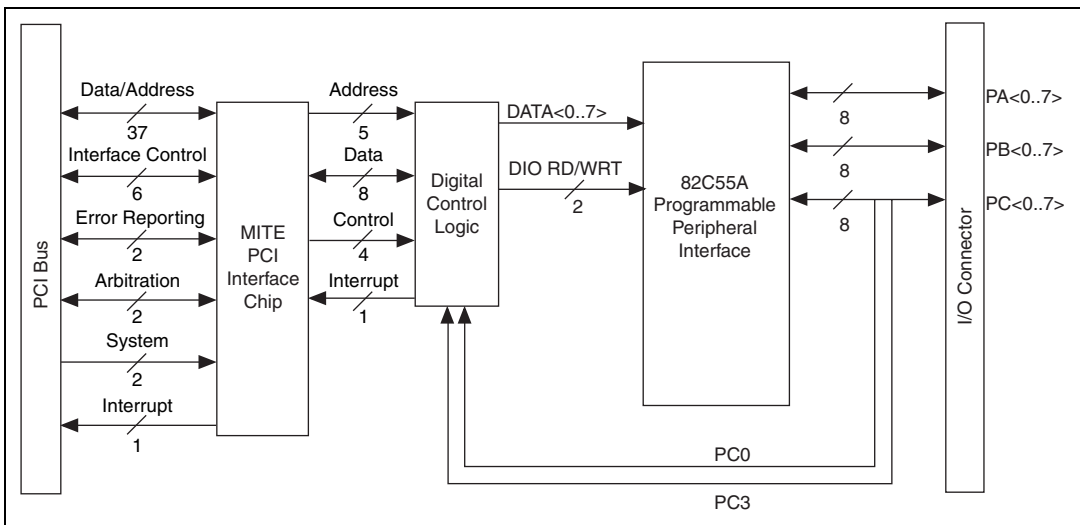 PCI Bus
Data/Address
37
Interface Control
6
Error Reporting
2
Arbitration
2
System
2
Interrupt
1
MITE
PCI
Interface
Chip
Address
5
Data
8
Control
4
Interrupt
1
Digital
Control
Logic
DATA<0..7>
DIO RD/WRT
2
82C55A
Programmable
Peripheral
Interface
8
8
8
PC0
PC3
I/O Connector
PA<0..7>
PB<0..7>
PC<0..7>